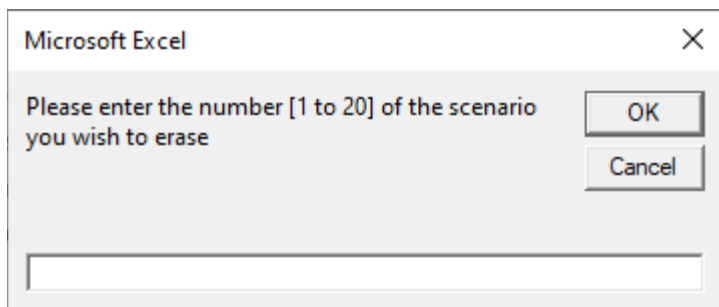 Microsoft Excel
Please enter the number [1 to 20] of the scenario
you wish to erase
OK
Cancel